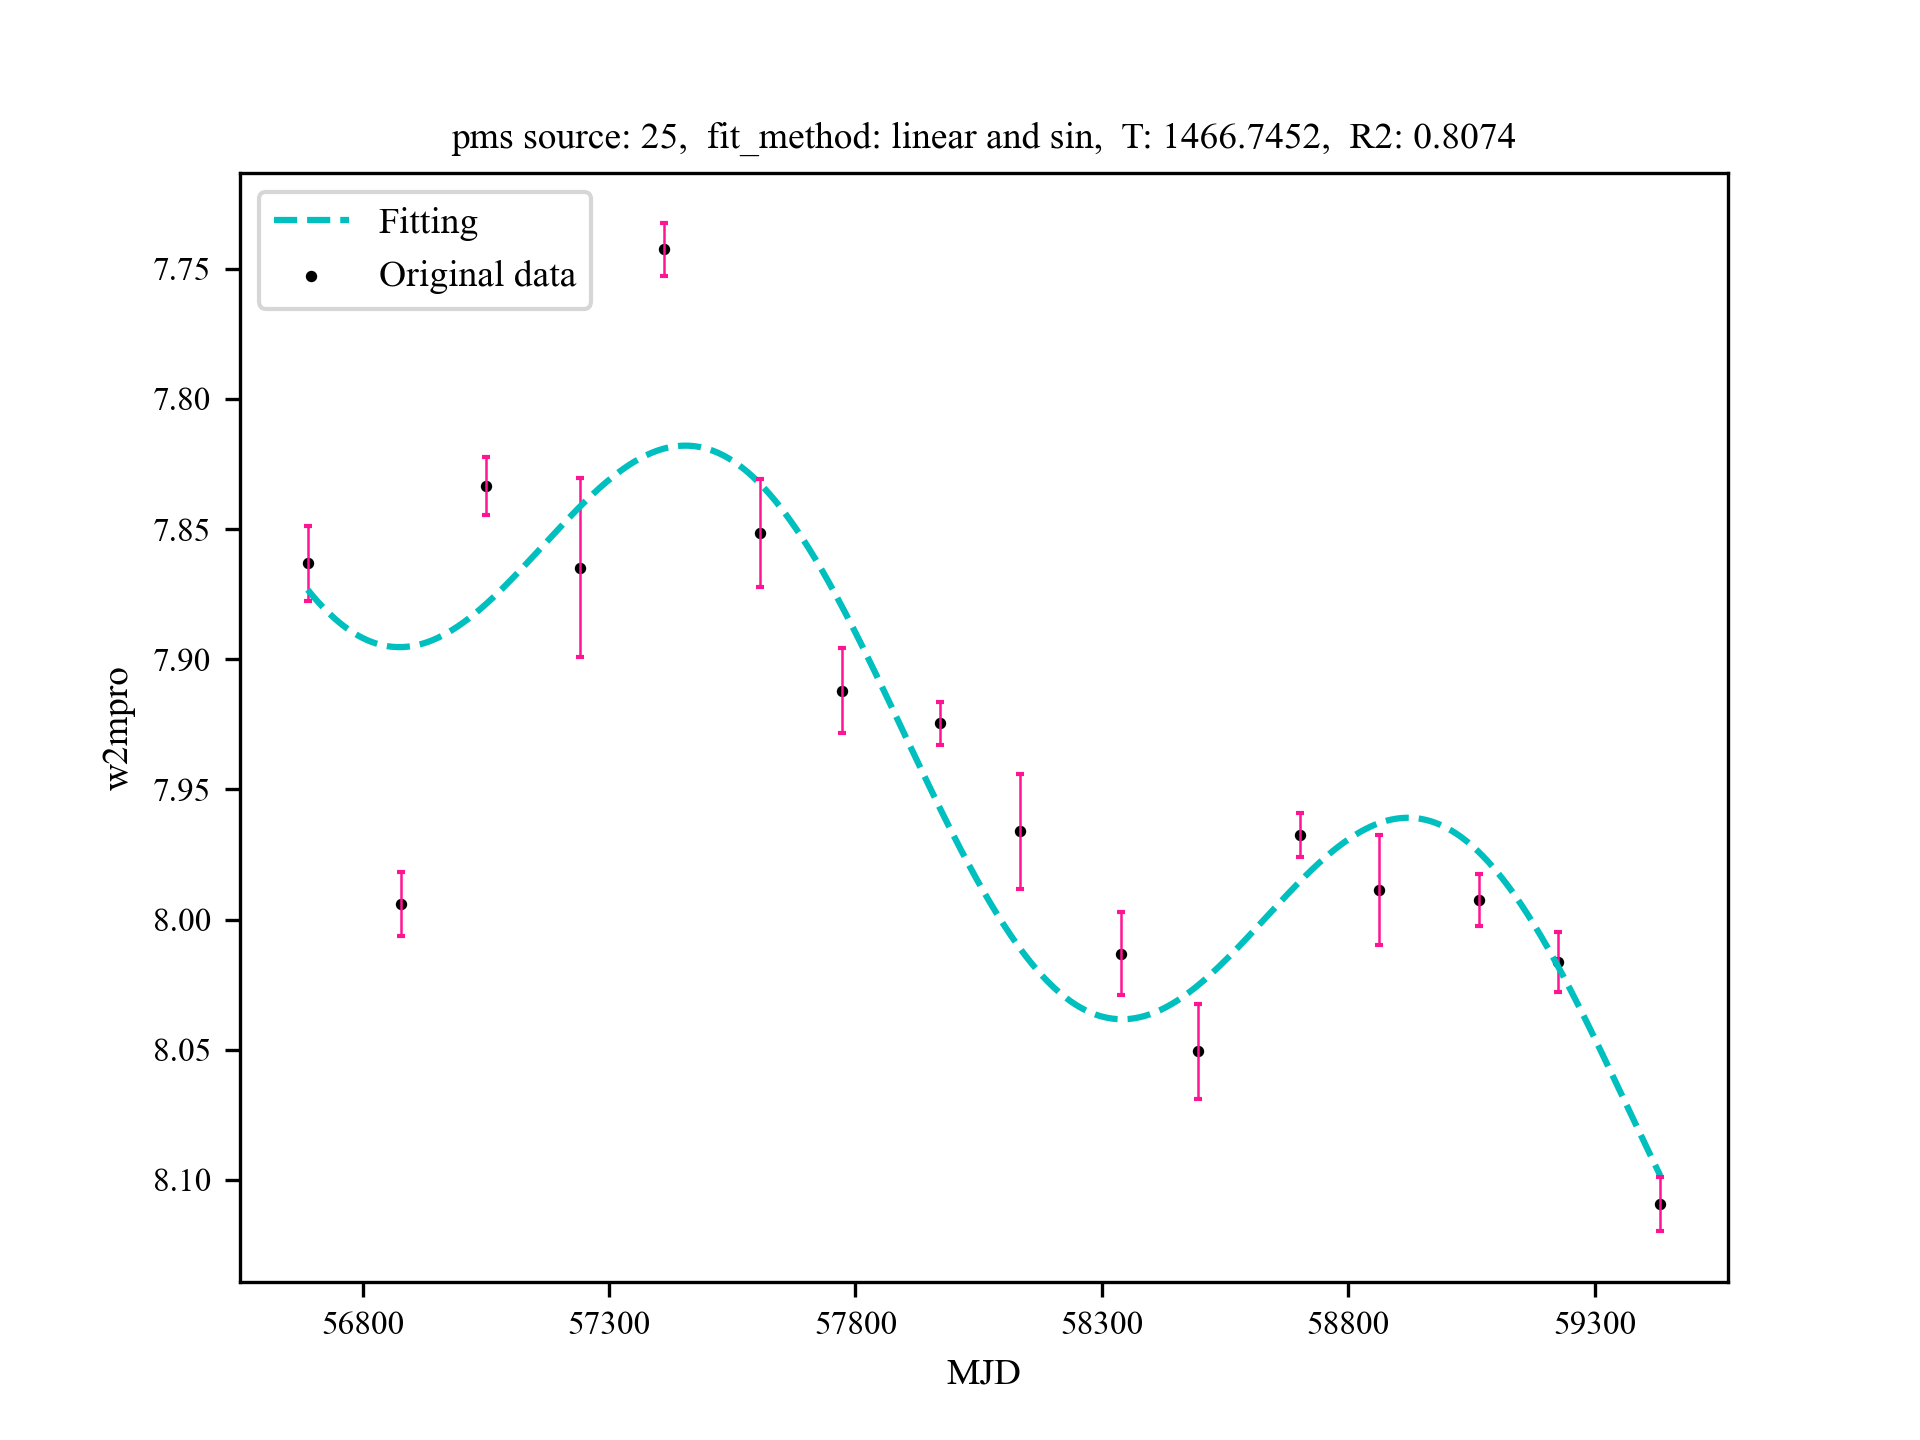 pms source: 25,  fit_method: linear and sin,  T: 1466.7452,  R2: 0.8074
Fitting
Original data
7.75
7.80
7.85
7.90
7.95
8.00
8.05
8.10
w2mpro
56800 57300 57800 58300 58800 59300
MJD